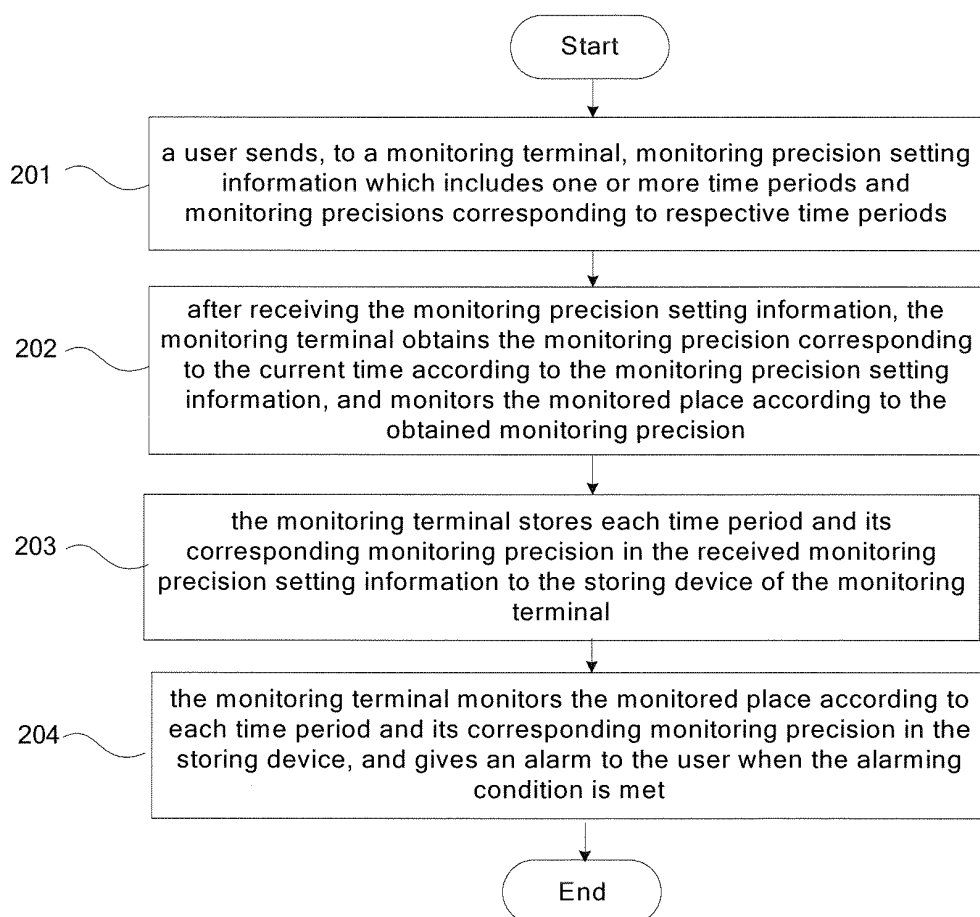 Start
201
a user sends, to a monitoring terminal, monitoring precision setting
information which includes one or more time periods and
monitoring precisions corresponding to respective time periods
202
after receiving the monitoring precision setting information, the
monitoring terminal obtains the monitoring precision corresponding
to the current time according to the monitoring precision setting
information, and monitors the monitored place according to the
obtained monitoring precision
203
the monitoring terminal stores each time period and its
corresponding monitoring precision in the received monitoring
precision setting information to the storing device of the monitoring
terminal
204
the monitoring terminal monitors the monitored place according to
each time period and its corresponding monitoring precision in the
storing device, and gives an alarm to the user when the alarming
condition is met
End